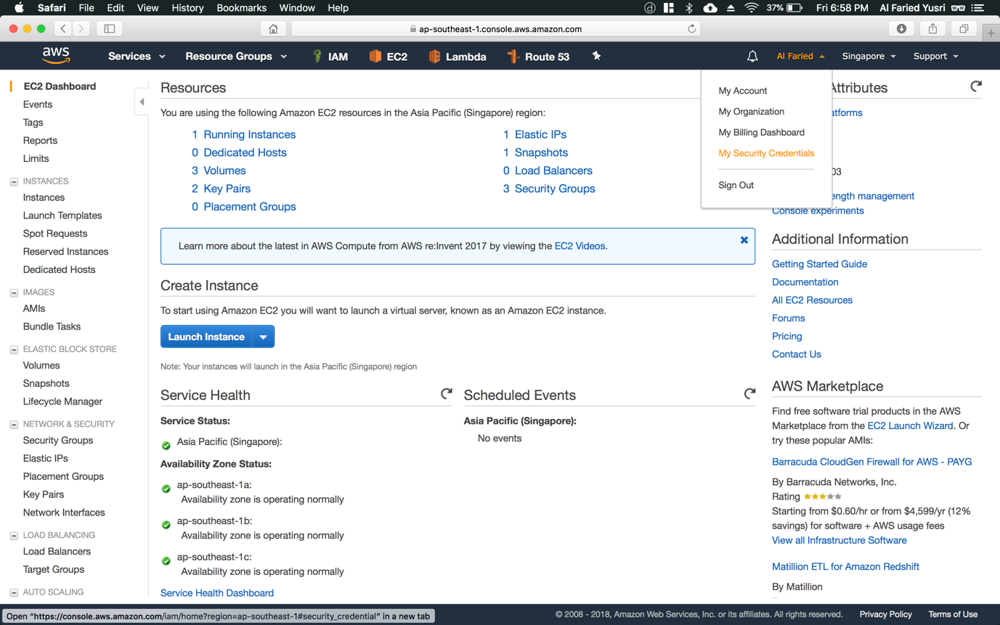 Safari File Edit View History Bookmarks Window Help
37% Fri 6:58 PM Al Faried Yusri
ap-southeast-1.console.aws.amazon.com
aws Services Resource Groups IAM EC2 Lambda Route 53 Al Faried Singapore Support
My Account
My Organization
My Billing Dashboard
My Security Credentials
Sign Out
EC2 Dashboard
Events
Tags
Reports
Limits
INSTANCES
Instances
Launch Templates
Spot Requests
Reserved Instances
Dedicated Hosts
IMAGES
AMIs
Bundle Tasks
ELASTIC BLOCK STORE
Volumes
Snapshots
Lifecycle Manager
NETWORK & SECURITY
Security Groups
Elastic IPs
Placement Groups
Key Pairs
Network Interfaces
LOAD BALANCING
Load Balancers
Target Groups
AUTO SCALING
Resources
You are using the following Amazon EC2 resources in the Asia Pacific (Singapore) region:
1 Running Instances
0 Dedicated Hosts
3 Volumes
2 Key Pairs
0 Placement Groups
1 Elastic IPs
1 Snapshots
0 Load Balancers
3 Security Groups
Learn more about the latest in AWS Compute from AWS re:Invent 2017 by viewing the EC2 Videos.
Create Instance
To start using Amazon EC2 you will want to launch a virtual server, known as an Amazon EC2 instance.
Launch Instance
Note: Your instances will launch in the Asia Pacific (Singapore) region
Service Health
Service Status:
Asia Pacific (Singapore):
Availability Zone Status:
ap-southeast-1a:
Availability zone is operating normally
ap-southeast-1b:
Availability zone is operating normally
ap-southeast-1c:
Availability zone is operating normally
Service Health Dashboard
Scheduled Events
Asia Pacific (Singapore):
No events
Attributes
03
management
Console experiments
Additional Information
Getting Started Guide
Documentation
All EC2 Resources
Forums
Pricing
Contact Us
AWS Marketplace
Find free software trial products in the AWS
Marketplace from the EC2 Launch Wizard. Or
try these popular AMIs:
Barracuda CloudGen Firewall for AWS - PAYG
By Barracuda Networks, Inc.
Rating
Starting from $0.60/hr or from $4,599/yr (12%
savings) for software + AWS usage fees
View all Infrastructure Software
Matillion ETL for Amazon Redshift
By Matillion
Open “https://console.aws.amazon.com/iam/home?region=ap-southeast-1#security_credential” in a new tab
© 2008 - 2018, Amazon Web Services, Inc. or its affiliates. All rights reserved. Privacy Policy Terms of Use